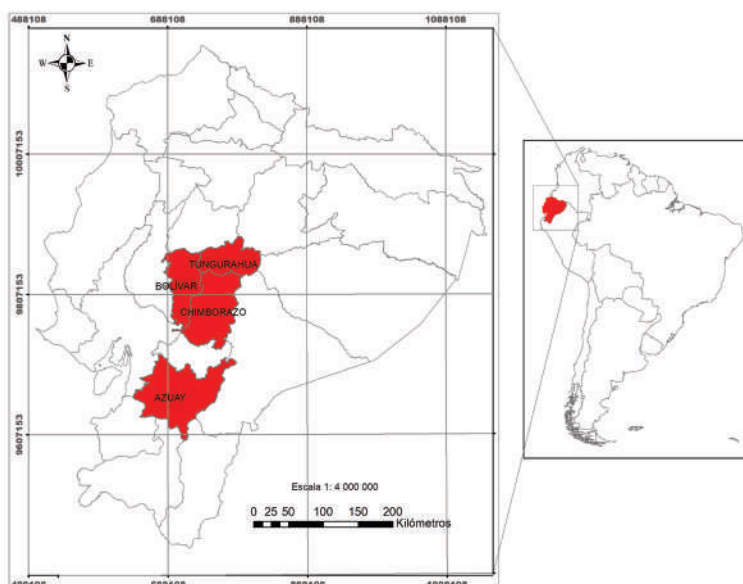 488108 688108 888108 1088108
N
W E
S
10007153
TUNGURAHUA
BOLÍVAR
9807153
CHIMBORAZO
AZUAY
9607153
Escala 1: 4 000 000
0 25 50 100 150 200
Kilómetros